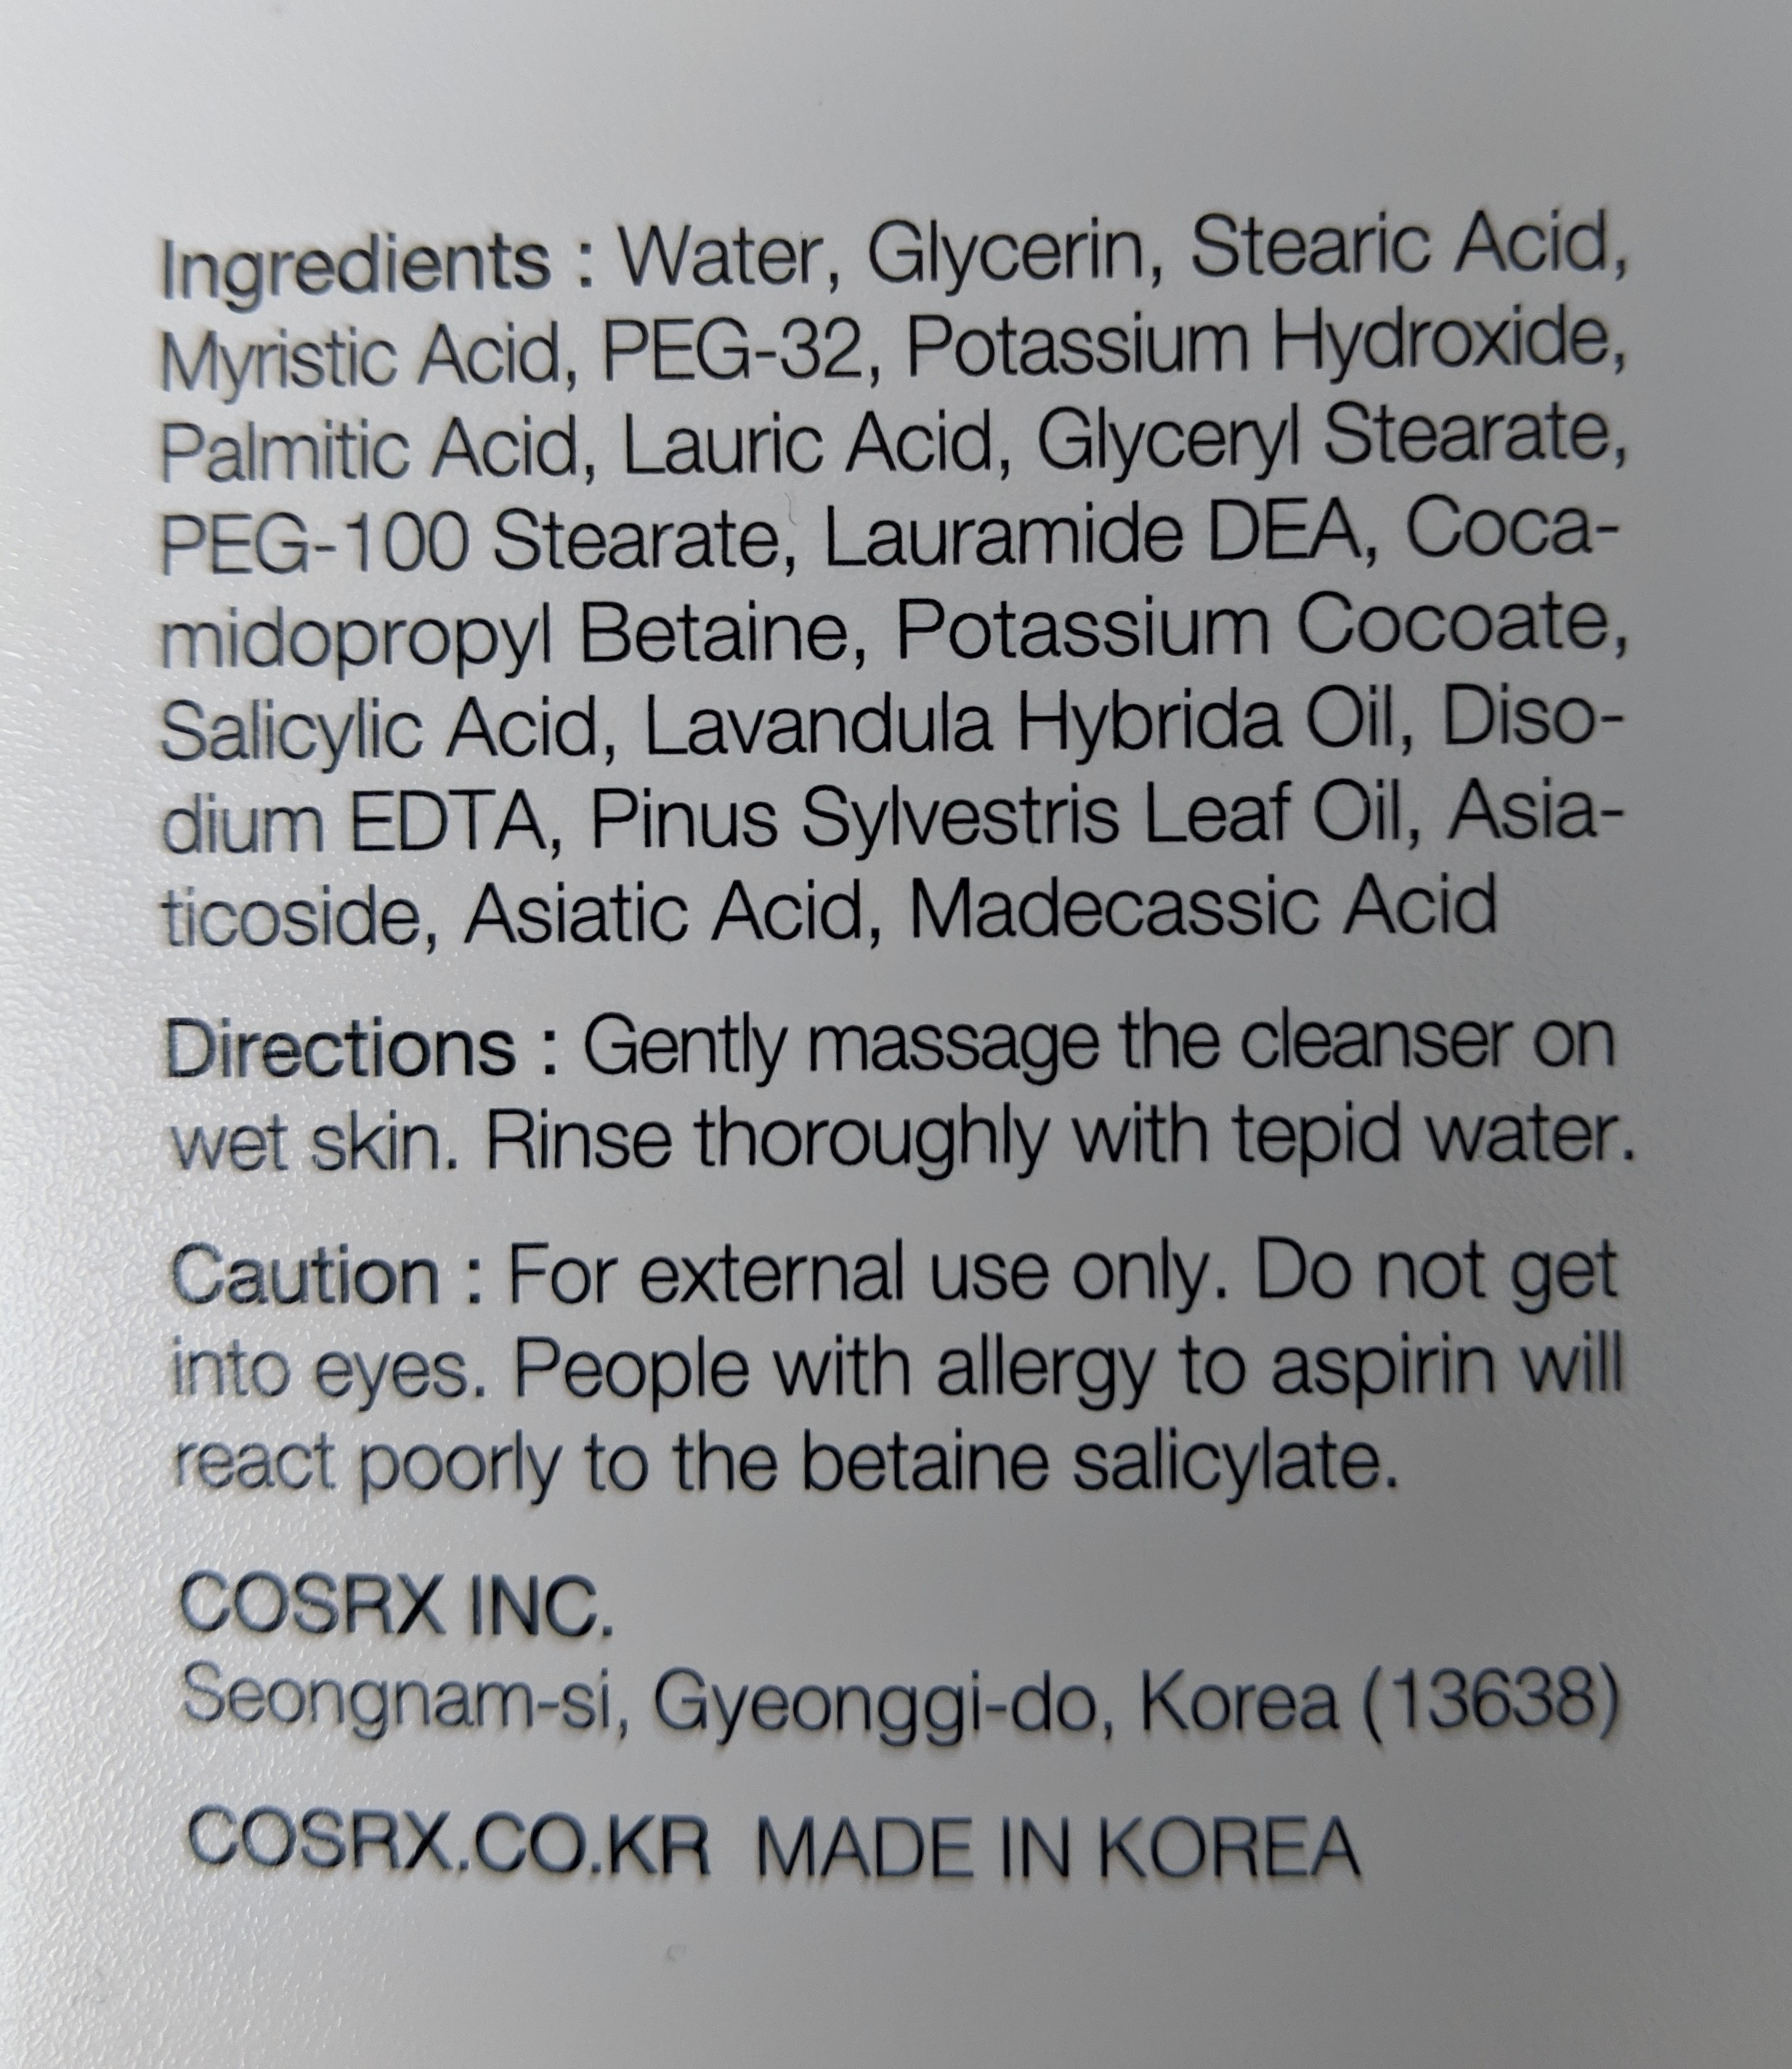 Ingredients : Water, Glycerin, Stearic Acid,
Myristic Acid, PEG-32, Potassium Hydroxide,
Palmitic Acid, Lauric Acid, Glyceryl Stearate,
PEG-100 Stearate, Lauramide DEA, Coca-
midopropyl Betaine, Potassium Cocoate,
Salicylic Acid, Lavandula Hybrida Oil, Diso-
dium EDTA, Pinus Sylvestris Leaf Oil, Asia-
ticoside, Asiatic Acid, Madecassic Acid
Directions : Gently massage the cleanser on
wet skin. Rinse thoroughly with tepid water.
Caution : For external use only. Do not get
into eyes. People with allergy to aspirin will
react poorly to the betaine salicylate.
COSRX INC.
Seongnam-si, Gyeonggi-do, Korea (13638)
COSRX.CO.KR MADE IN KOREA